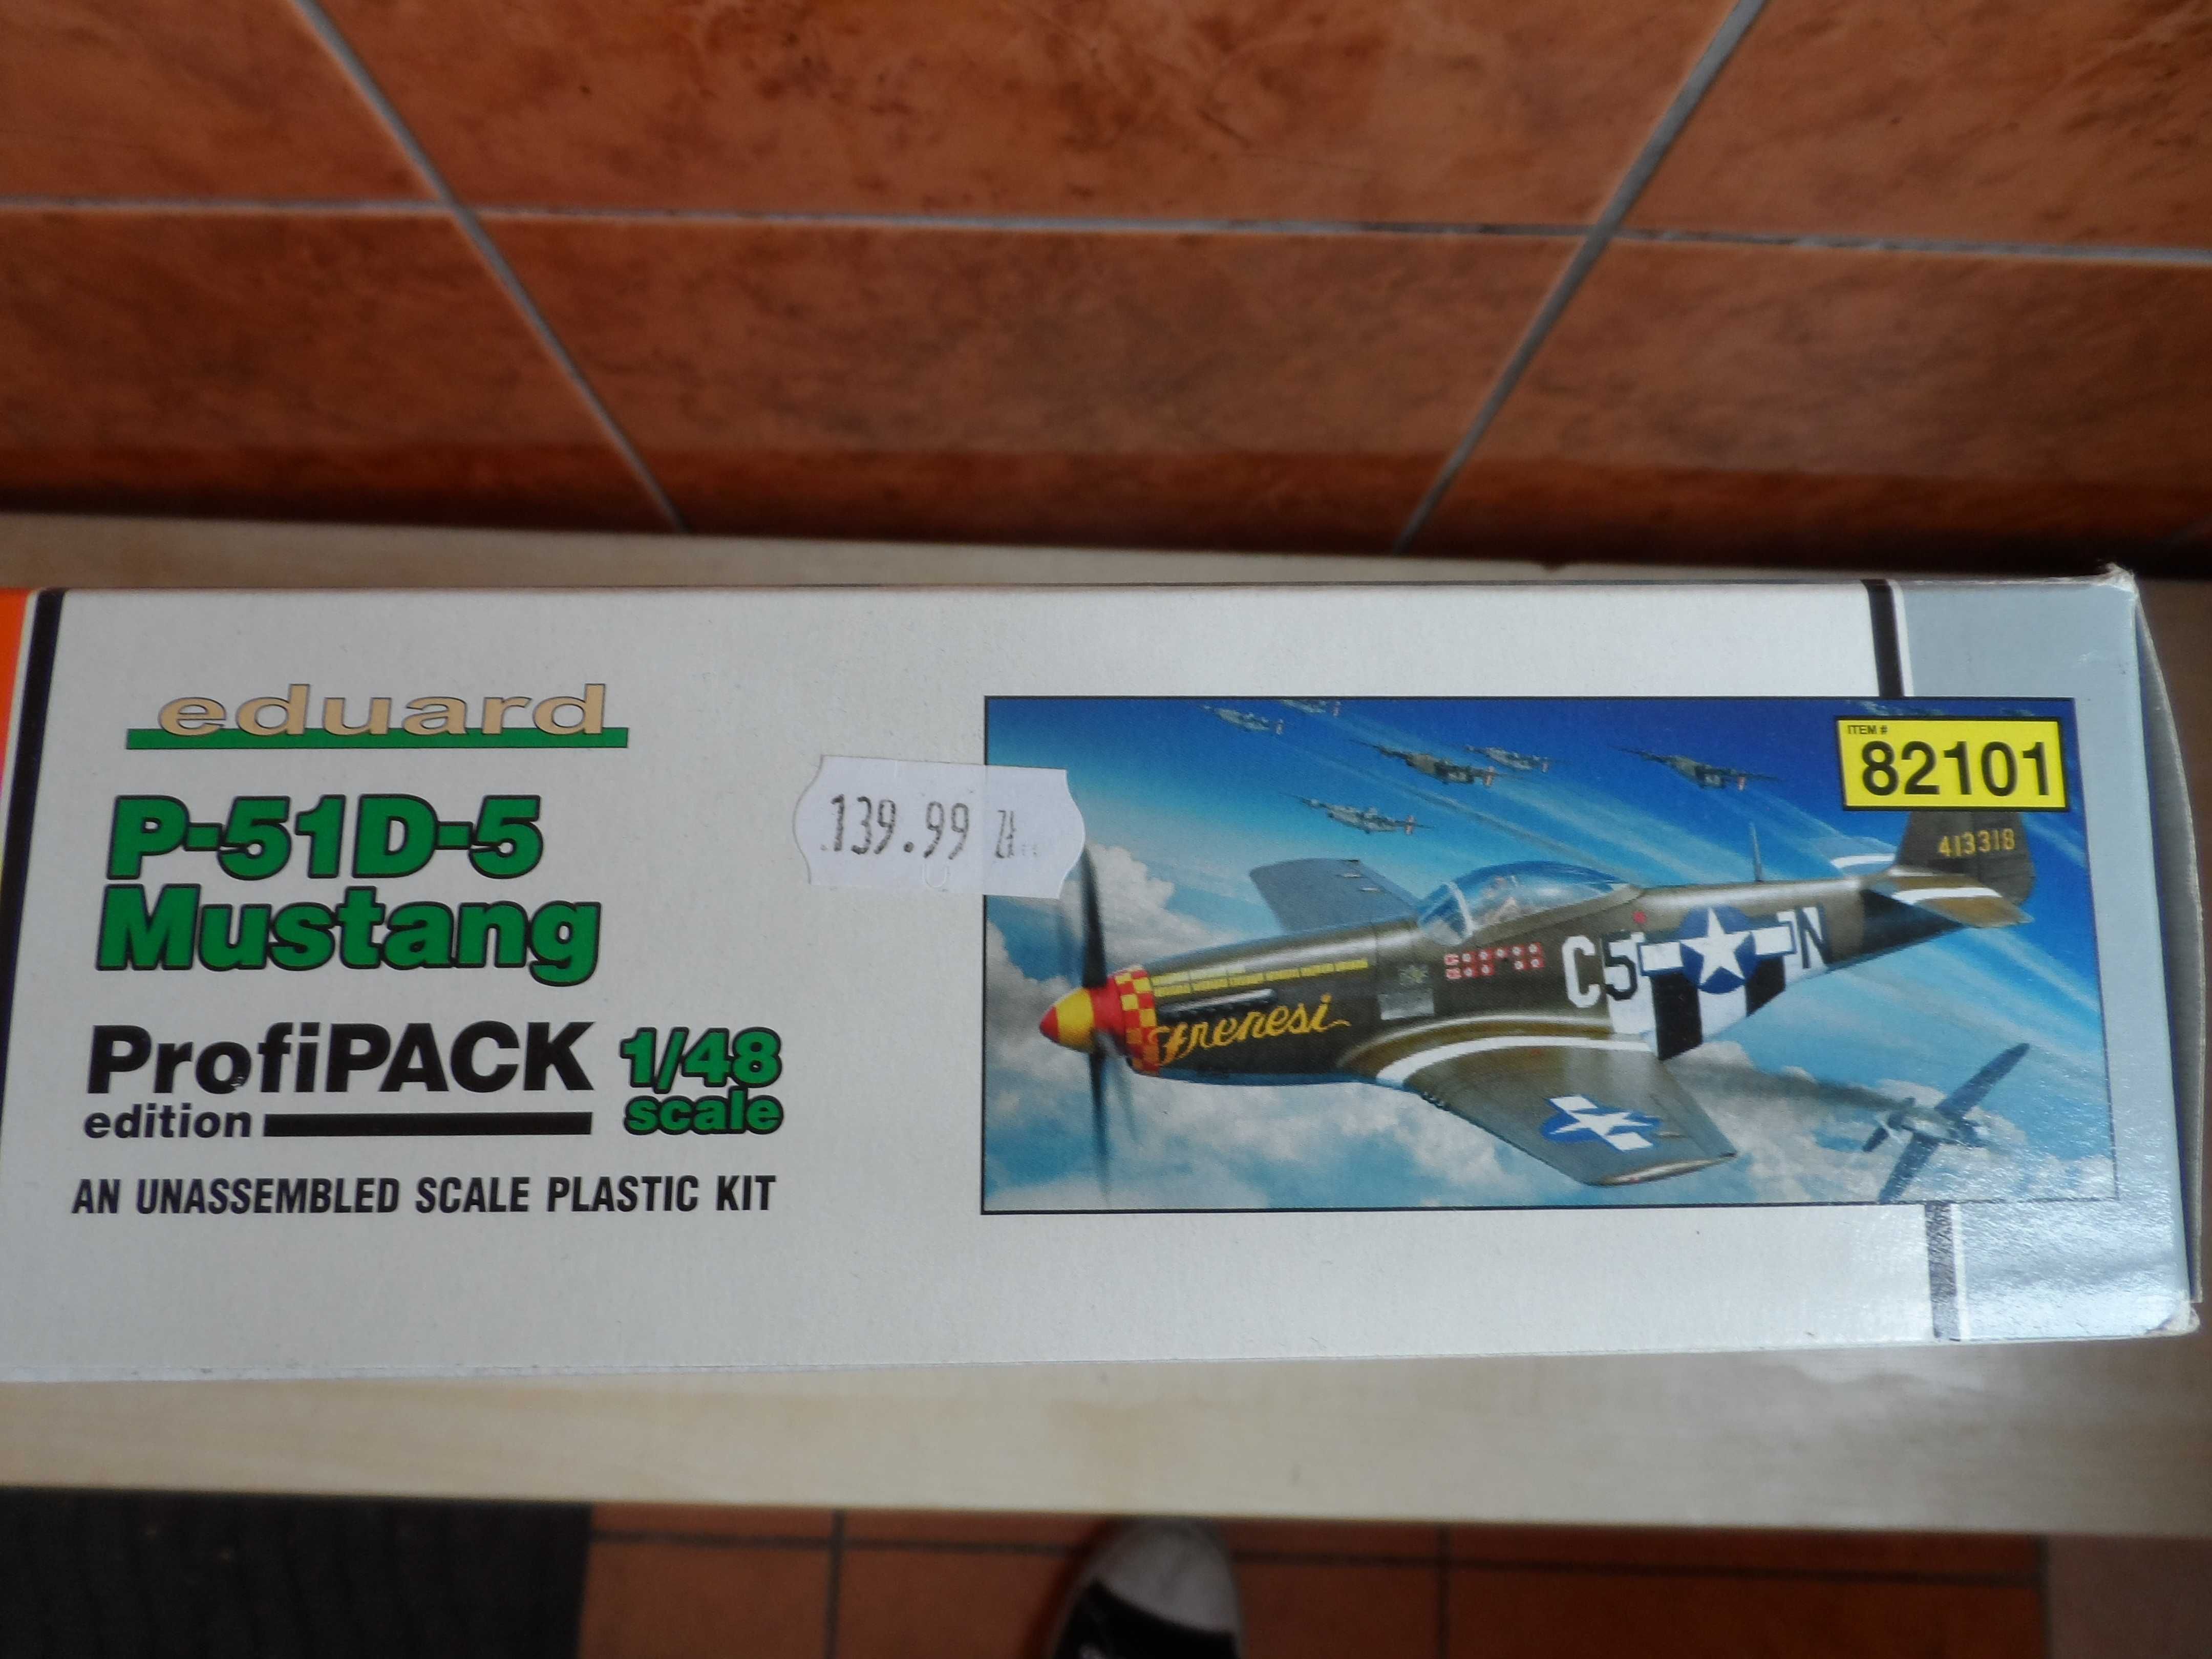 eduard
P-51D-5
Mustang
ProfiPACK
edition
1/48
scale
AN UNASSEMBLED SCALE PLASTIC KIT
139.99 zł
ITEM #
82101
413318
C5 N
Frenesi